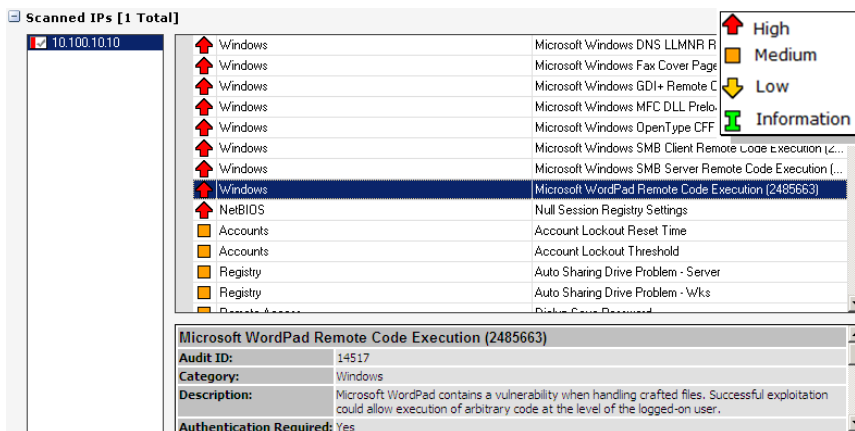 Scanned IPs [1 Total]
10.100.10.10
Windows Microsoft Windows DNS LLMNR R
Windows Microsoft Windows Fax Cover Page
Windows Microsoft Windows GDI+ Remote C
Windows Microsoft Windows MFC DLL Prelo
Windows Microsoft Windows OpenType CFF
Windows Microsoft Windows SMB Client Remote Code Execution (2...
Windows Microsoft Windows SMB Server Remote Code Execution (...
Windows Microsoft WordPad Remote Code Execution (2485663)
NetBIOS Null Session Registry Settings
Accounts Account Lockout Reset Time
Accounts Account Lockout Threshold
Registry Auto Sharing Drive Problem - Server
Registry Auto Sharing Drive Problem - Wks
Remote Access Dialup Save Password
High
Medium
Low
Information
Microsoft WordPad Remote Code Execution (2485663)
Audit ID: 14517
Category: Windows
Description: Microsoft WordPad contains a vulnerability when handling crafted files. Successful exploitation
could allow execution of arbitrary code at the level of the logged-on user.
Authentication Required: Yes